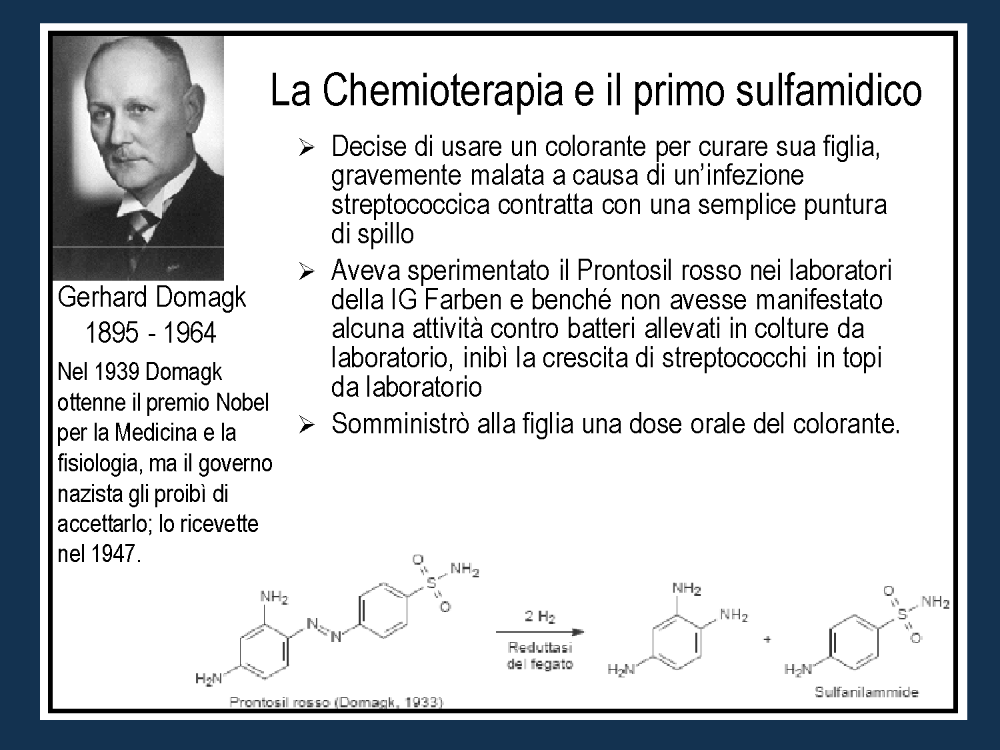 La Chemioterapia e il primo sulfamidico
➢ Decise di usare un colorante per curare sua figlia,
gravemente malata a causa di un’infezione
streptococcica contratta con una semplice puntura
di spillo
➢ Aveva sperimentato il Prontosil rosso nei laboratori
della IG Farben e benché non avesse manifestato
alcuna attività contro batteri allevati in colture da
laboratorio, inibì la crescita di streptococchi in topi
da laboratorio
➢ Somministrò alla figlia una dose orale del colorante.
Gerhard Domagk
1895 - 1964
Nel 1939 Domagk
ottenne il premio Nobel
per la Medicina e la
fisiologia, ma il governo
nazista gli proibì di
accettarlo; lo ricevette
nel 1947.
O
NH2
S
O
NH2
N
N
H2N
Prontosil rosso (Domagk, 1933)
2 H2
Reduttasi
del fegato
NH2
NH2
H2N
+
O
NH2
S
O
H2N
Sulfanilammide